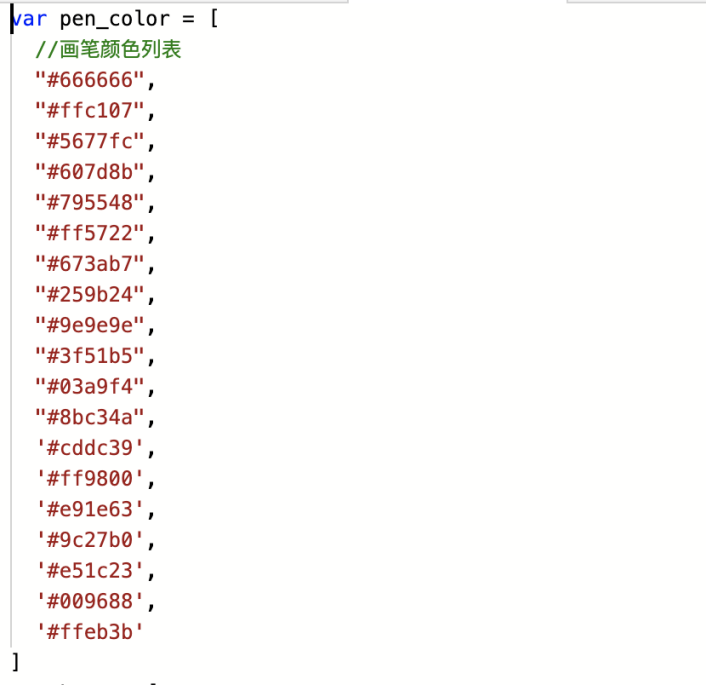 var pen_color = [
//画笔颜色列表
"#666666",
"#ffc107",
"#5677fc",
"#607d8b",
"#795548",
"#ff5722",
"#673ab7",
"#259b24",
"#9e9e9e",
"#3f51b5",
"#03a9f4",
"#8bc34a",
'#cddc39',
'#ff9800',
'#e91e63',
'#9c27b0',
'#e51c23',
'#009688',
'#ffeb3b'
]